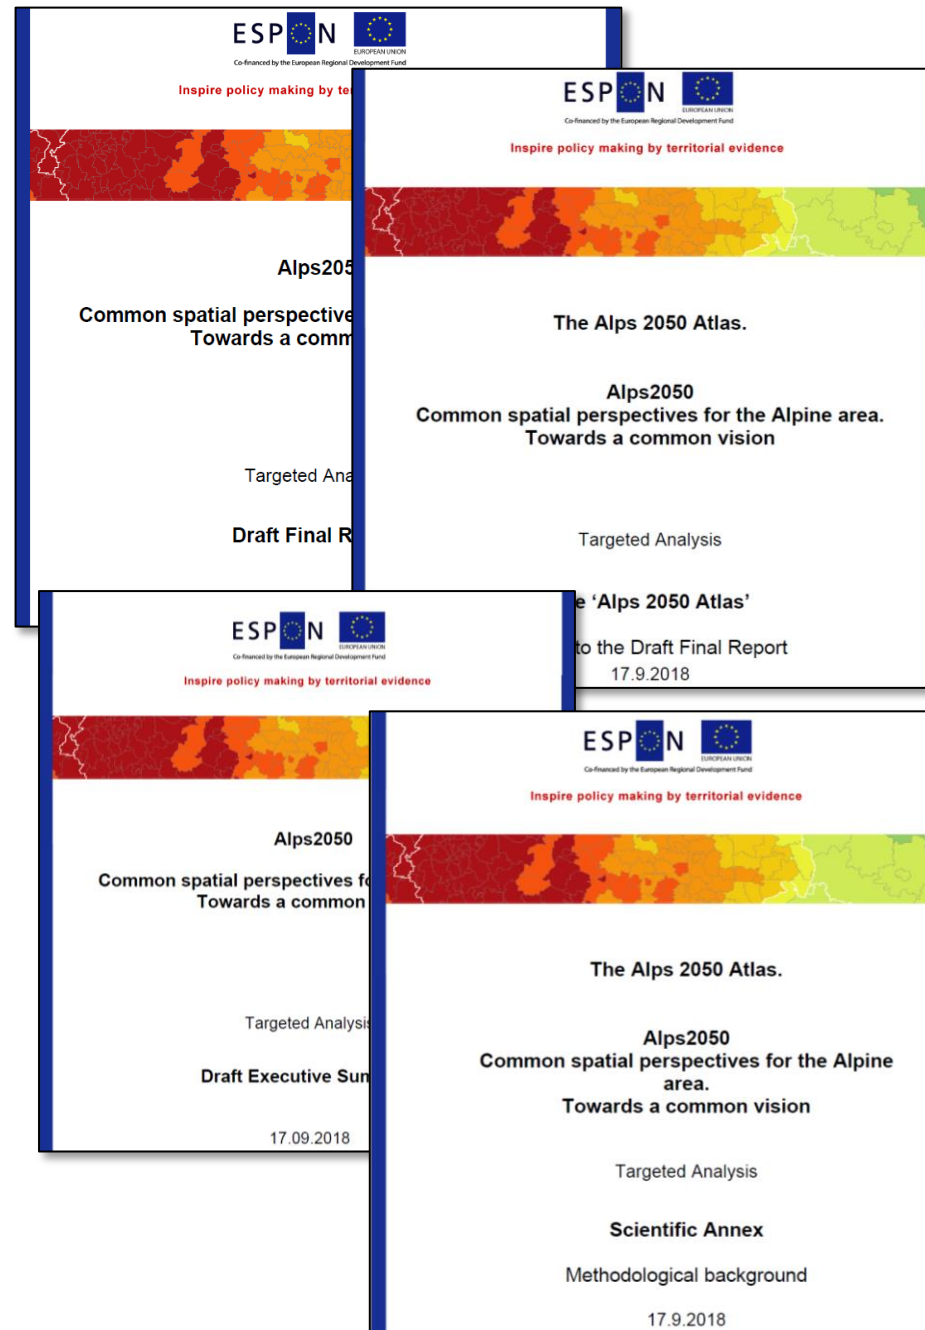 ESPON
EUROPEAN UNION
Co-financed by the European Regional Development Fund
Inspire policy making by
Common spatial perspective
Towards a
Targeted
Draft Final
ESPON
EUROPEAN UNION
Co-financed by the European Regional Development Fund
Inspire policy making by territorial evidence
The Alps 2050 Atlas.
Alps2050
Common spatial perspectives for the Alpine area.
Towards a common vision
Targeted Analysis
‘Alps 2050 Atlas’
to the Draft Final Report
17.9.2018
ESPON
EUROPEAN UNION
Co-financed by the European Regional Development Fund
Inspire policy making by territorial evidence
Alps2050
Common spatial perspectives
Towards a common
Targeted
Draft Executive
17.09.2018
ESPON
EUROPEAN UNION
Co-financed by the European Regional Development Fund
Inspire policy making by territorial evidence
The Alps 2050 Atlas.
Alps2050
Common spatial perspectives for the Alpine
area.
Towards a common vision
Targeted Analysis
Scientific Annex
Methodological background
17.9.2018